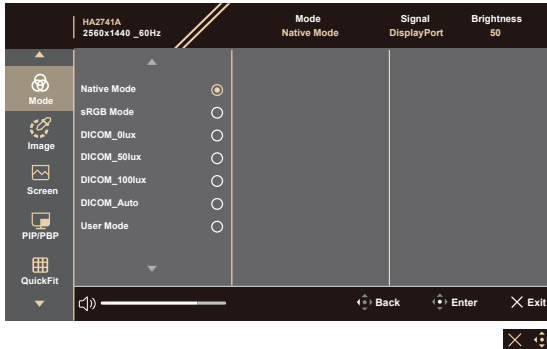 HA2741A
2560x1440 _60Hz
Mode
Native Mode
Signal
DisplayPort
Brightness
50
Mode
Image
Screen
PIP/PBP
QuickFit
Native Mode
sRGB Mode
DICOM_0lux
DICOM_50lux
DICOM_100lux
DICOM_Auto
User Mode
Back
Enter
Exit